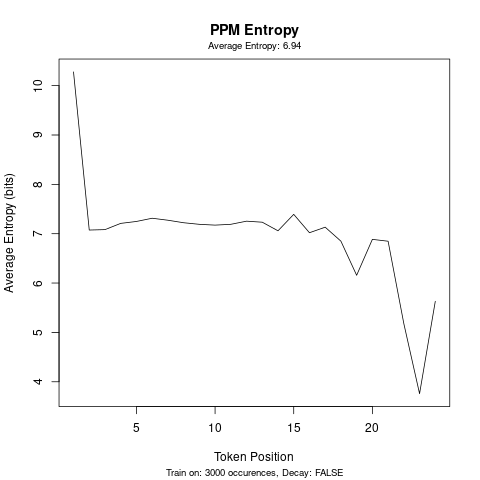 PPM Entropy
Average Entropy: 6.94
10
9
8
7
6
5
4
Average Entropy (bits)
5 10 15 20
Token Position
Train on: 3000 occurences, Decay: FALSE